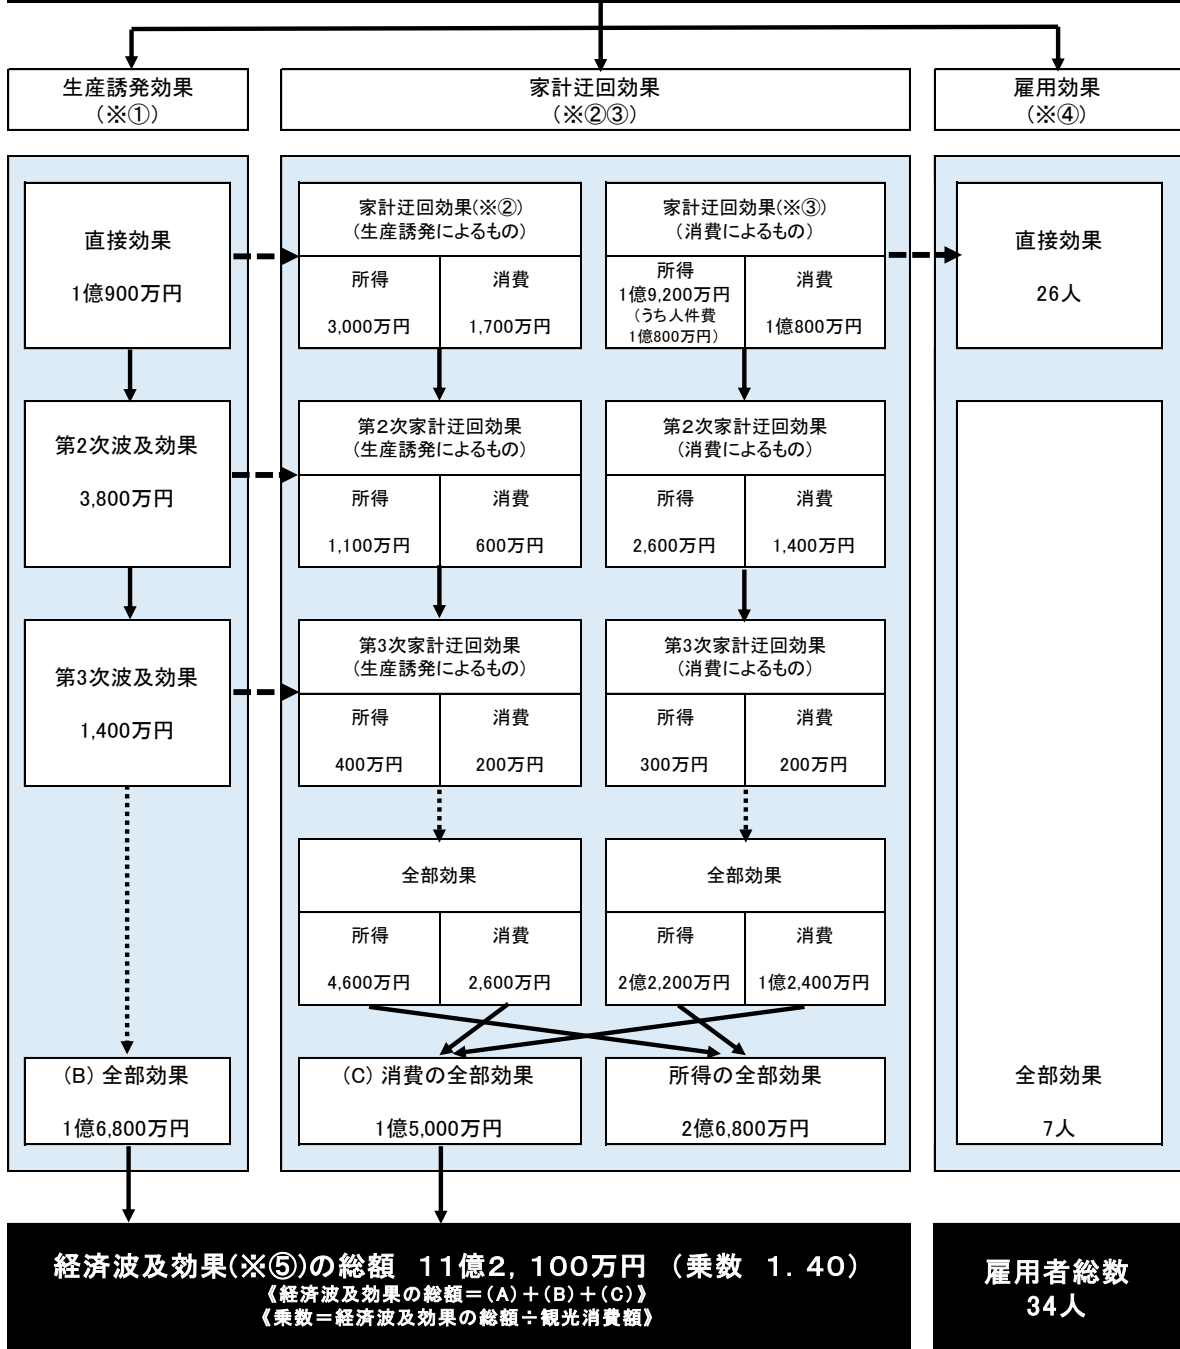 生産誘発効果
（※①）
家計迂回効果
（※②③）
雇用効果
（※④）
直接効果
1億900万円
家計迂回効果(※②)
（生産誘発によるもの）
所得
3,000万円
消費
1,700万円
家計迂回効果(※③)
（消費によるもの）
所得
1億9,200万円
（うち人件費
1億800万円）
消費
1億800万円
直接効果
26人
第2次波及効果
3,800万円
第２次家計迂回効果
（生産誘発によるもの）
所得
1,100万円
消費
600万円
第２次家計迂回効果
（消費によるもの）
所得
2,600万円
消費
1,400万円
第3次波及効果
1,400万円
第3次家計迂回効果
（生産誘発によるもの）
所得
400万円
消費
200万円
第3次家計迂回効果
（消費によるもの）
所得
300万円
消費
200万円
全部効果
所得
4,600万円
消費
2,600万円
全部効果
所得
2億2,200万円
消費
1億2,400万円
（B）全部効果
1億6,800万円
（C）消費の全部効果
1億5,000万円
所得の全部効果
2億6,800万円
全部効果
7人
経済波及効果(※⑤)の総額　11億2，100万円　（乗数　1．40）
《経済波及効果の総額＝(A)＋(B)＋(C)》
《乗数＝経済波及効果の総額÷観光消費額》
雇用者総数
34人